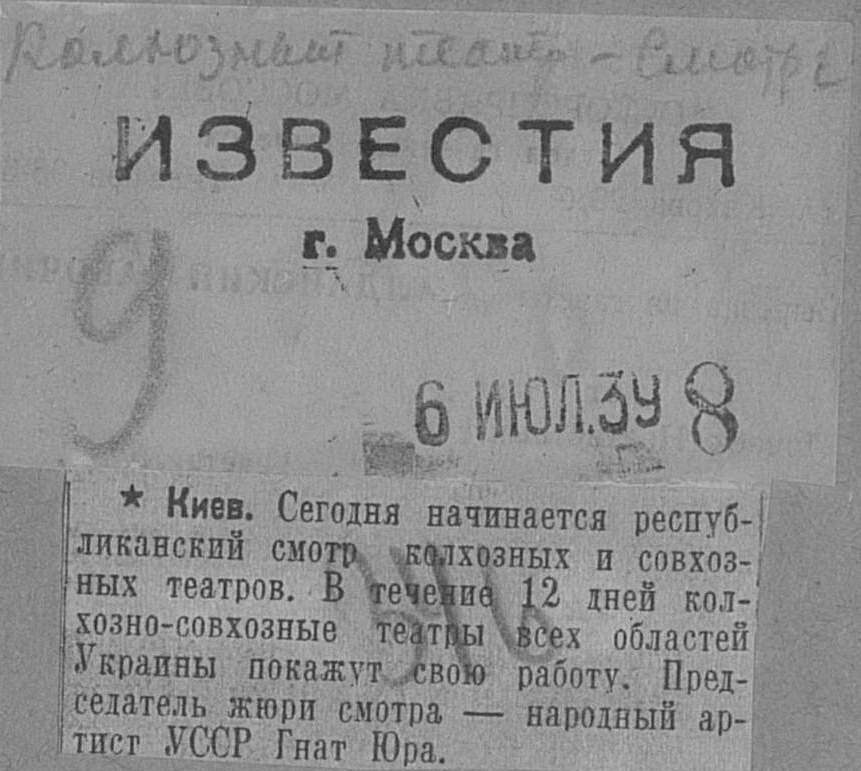 Колхозный театр - Смотр
ИЗВЕСТИЯ
г. Москва
9
6 ИЮЛ.39 8
★ Киев. Сегодня начинается респуб-
ликанский смотр колхозных и совхоз-
ных театров. В течение 12 дней кол-
хозно-совхозные театры всех областей
Украины покажут свою работу. Пред-
седатель жюри смотра — народный ар-
тист УССР Гнат Юра.